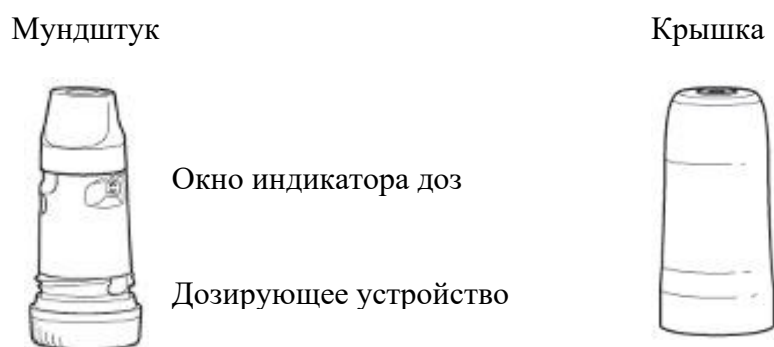 Мундштук
Крышка
Окно индикатора доз
Дозирующее устройство